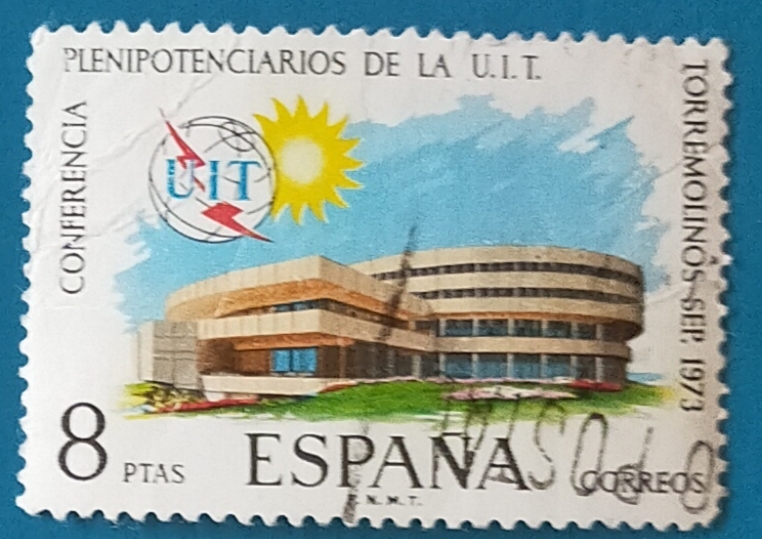 CONFERENCIA
PLENIPOTENCIARIOS DE LA U.I.T.
TORREMOLINOS-SEP. 1973
UIT
8 PTAS
ESPAÑA
CORREOS
F.N.M.T.